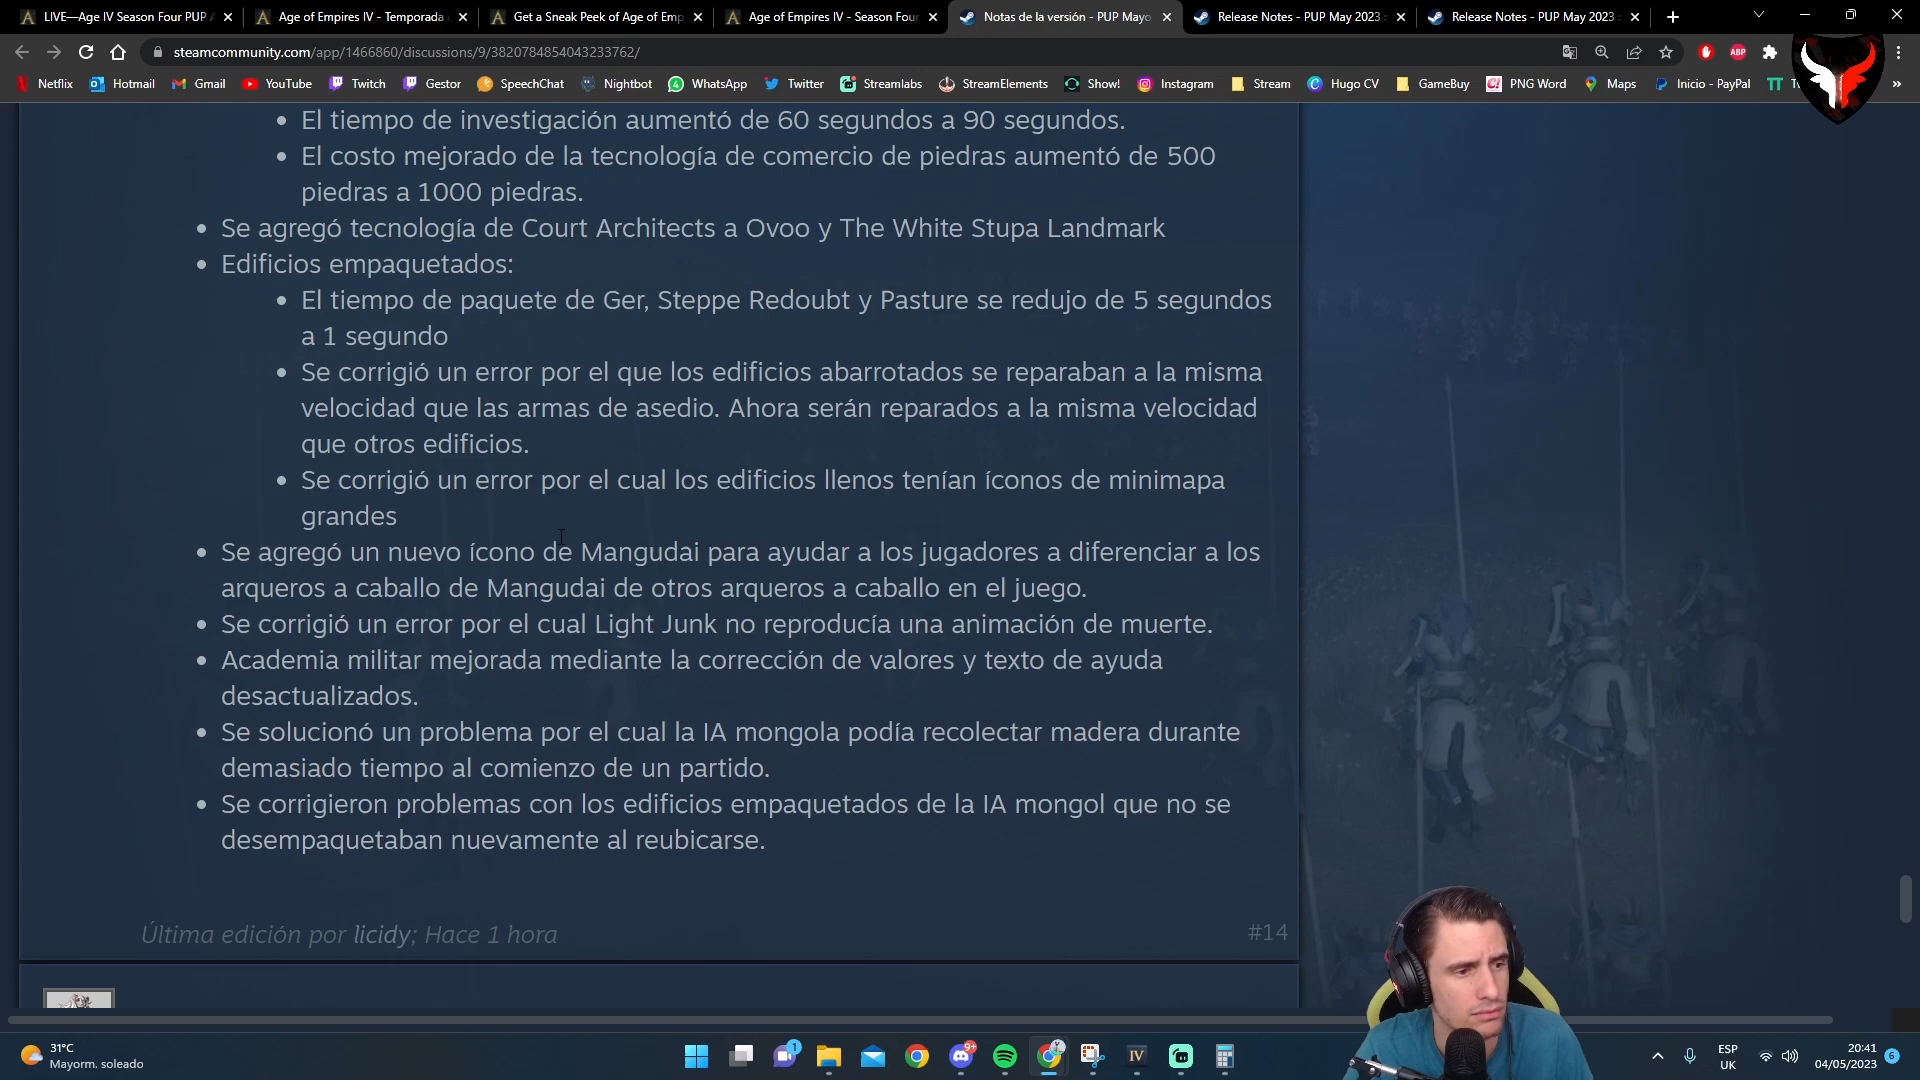 LIVE—Age IV Season Four PUP
Age of Empires IV - Temporada
Get a Sneak Peek of Age of Emp
Age of Empires IV - Season Four
Notas de la versión - PUP Mayo
Release Notes - PUP May 2023
Release Notes - PUP May 2023
steamcommunity.com/app/1466860/discussions/9/3820784854043233762/
ABP
Netflix Hotmail Gmail YouTube Twitch Gestor SpeechChat Nightbot WhatsApp Twitter Streamlabs StreamElements Show! Instagram Stream Hugo CV GameBuy PNG Word Maps Inicio - PayPal
El tiempo de investigación aumentó de 60 segundos a 90 segundos.
El costo mejorado de la tecnología de comercio de piedras aumentó de 500
piedras a 1000 piedras.
Se agregó tecnología de Court Architects a Ovoo y The White Stupa Landmark
Edificios empaquetados:
El tiempo de paquete de Ger, Steppe Redoubt y Pasture se redujo de 5 segundos
a 1 segundo
Se corrigió un error por el que los edificios abarrotados se reparaban a la misma
velocidad que las armas de asedio. Ahora serán reparados a la misma velocidad
que otros edificios.
Se corrigió un error por el cual los edificios llenos tenían íconos de minimapa
grandes
Se agregó un nuevo ícono de Mangudai para ayudar a los jugadores a diferenciar a los
arqueros a caballo de Mangudai de otros arqueros a caballo en el juego.
Se corrigió un error por el cual Light Junk no reproducía una animación de muerte.
Academia militar mejorada mediante la corrección de valores y texto de ayuda
desactualizados.
Se solucionó un problema por el cual la IA mongola podía recolectar madera durante
demasiado tiempo al comienzo de un partido.
Se corrigieron problemas con los edificios empaquetados de la IA mongol que no se
desempaquetaban nuevamente al reubicarse.
Última edición por licidy; Hace 1 hora
#14
31°C
Mayorm. soleado
1
9+
IV
ESP
UK
20:41
04/05/2023
6